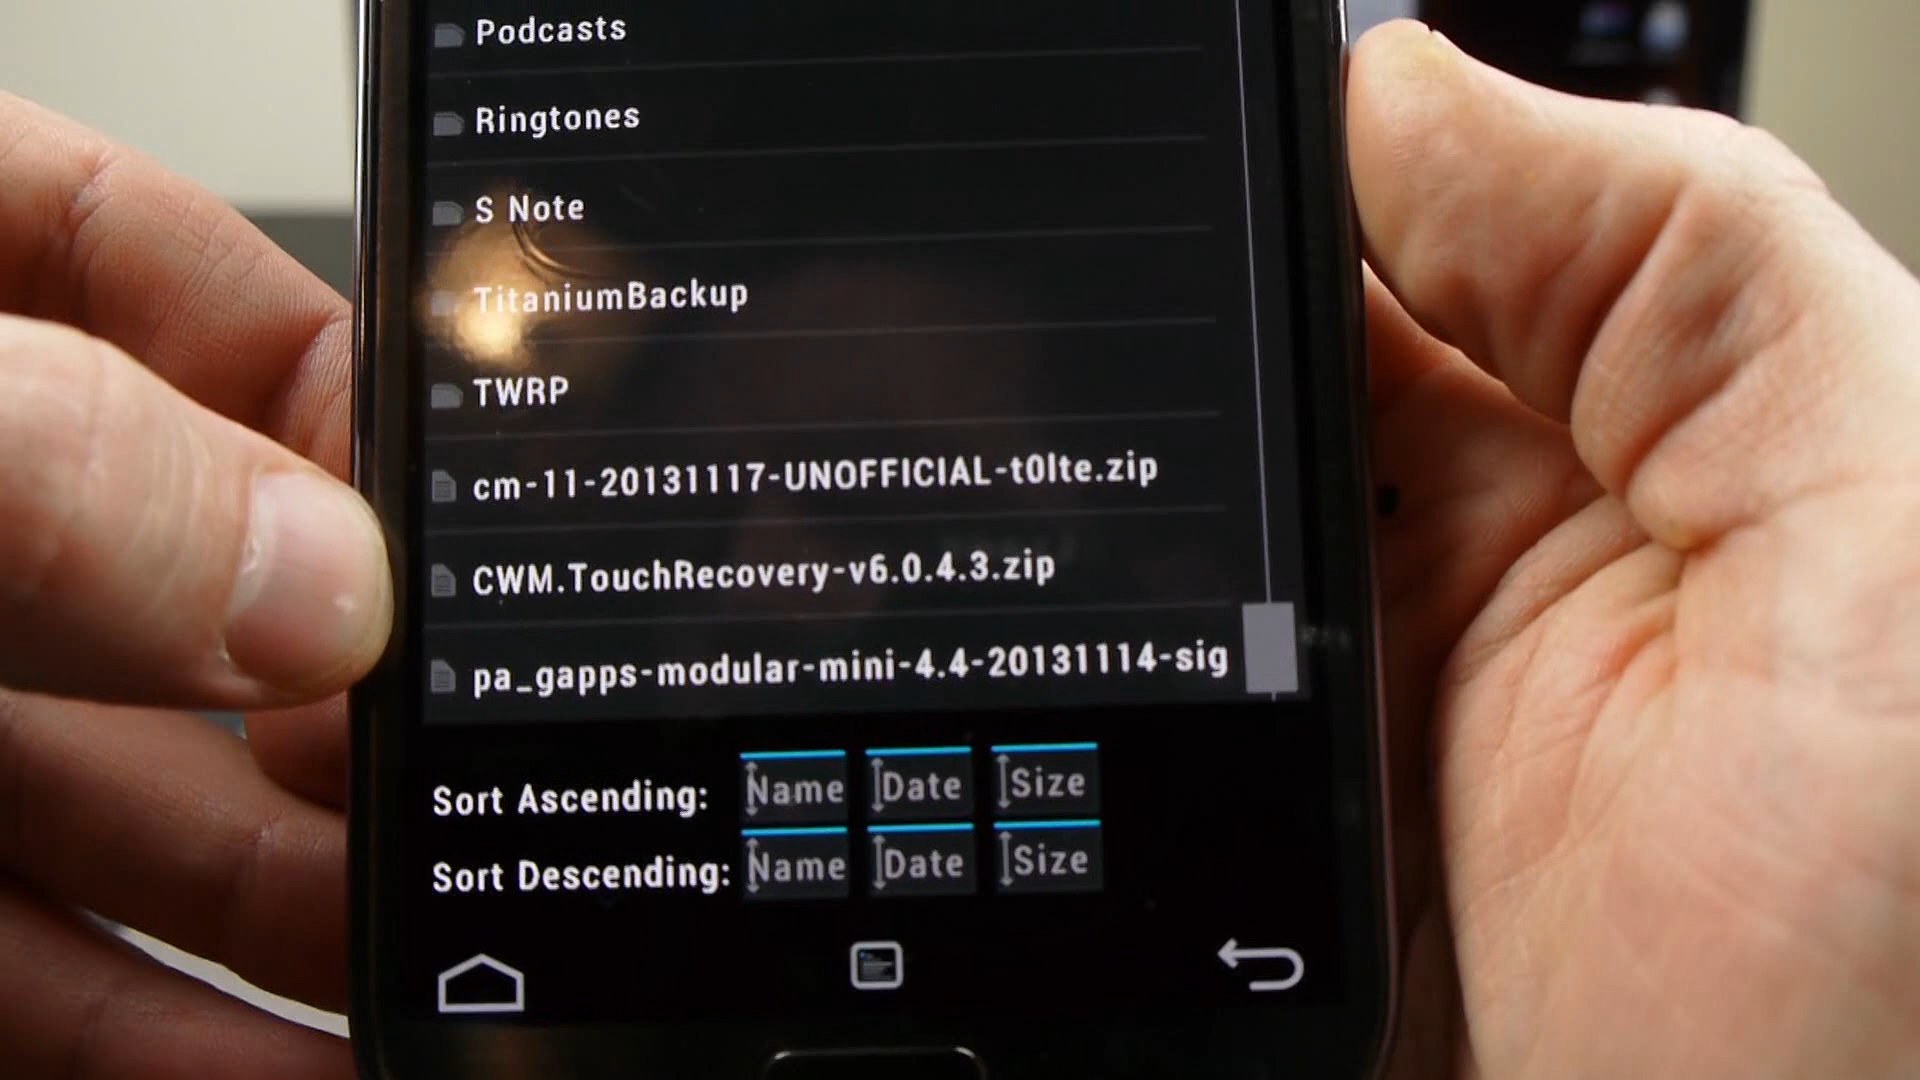 Podcasts
Ringtones
S Note
TitaniumBackup
TWRP
cm-11-20131117-UNOFFICIAL-t0lte.zip
CWM.TouchRecovery-v6.0.4.3.zip
pa_gapps-modular-mini-4.4-20131114-sig
Sort Ascending: Name Date Size
Sort Descending: Name Date Size